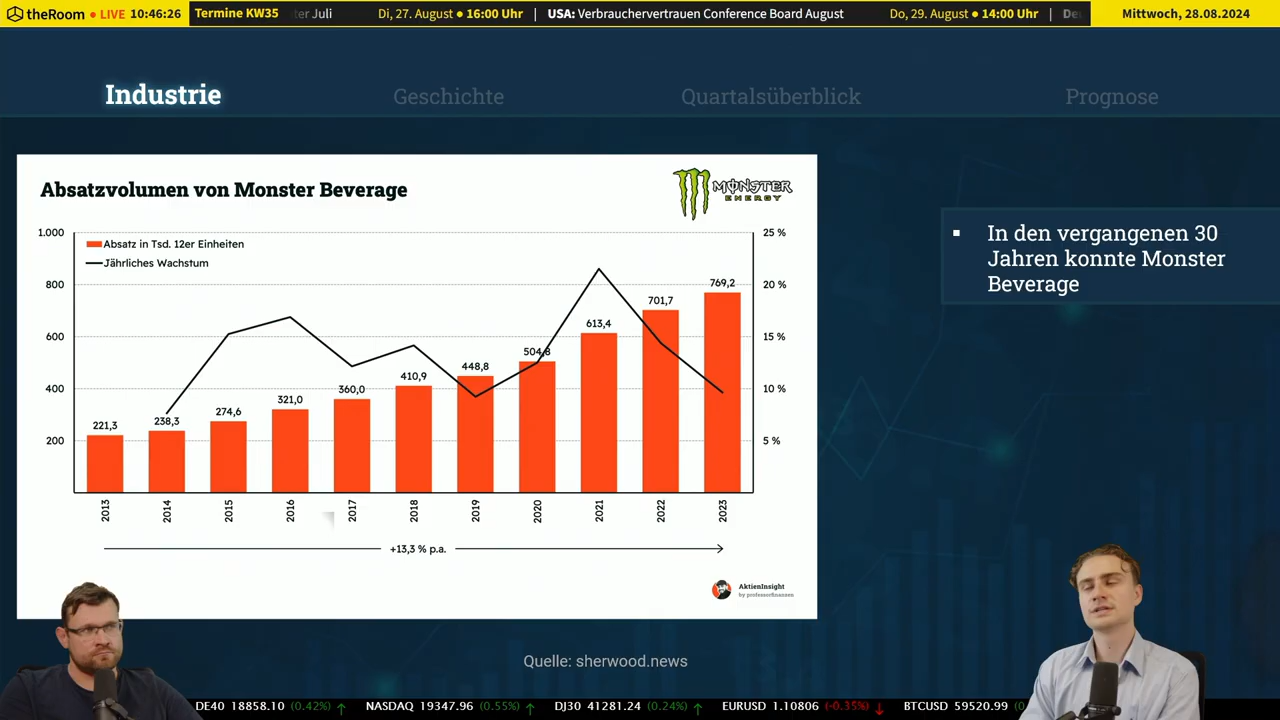 theRoom • LIVE 10:46:26
Termine KW35
ter Juli
Di, 27. August • 16:00 Uhr | USA: Verbrauchervertrauen Conference Board August
Do, 29. August • 14:00 Uhr |
Mittwoch, 28.08.2024
Industrie
Geschichte
Quartalsüberblick
Prognose
Absatzvolumen von Monster Beverage
MONSTER
ENERGY
Absatz in Tsd. 12er Einheiten
Jährliches Wachstum
1.000
800
600
400
200
25 %
20 %
15 %
10 %
5 %
221,3
238,3
274,6
321,0
360,0
410,9
448,8
504,8
613,4
701,7
769,2
2013
2014
2015
2016
2017
2018
2019
2020
2021
2022
2023
+13,3 % p.a.
AktienInsight
by professorfinanzen
▪ In den vergangenen 30
Jahren konnte Monster
Beverage
Quelle: sherwood.news
DE40 18858.10 (0.42%) ↑ NASDAQ 19347.96 (0.55%) ↑ DJ30 41281.24 (0.24%) ↑ EURUSD 1.10806 (-0.35%) ↓ BTCUSD 59520.99 (0